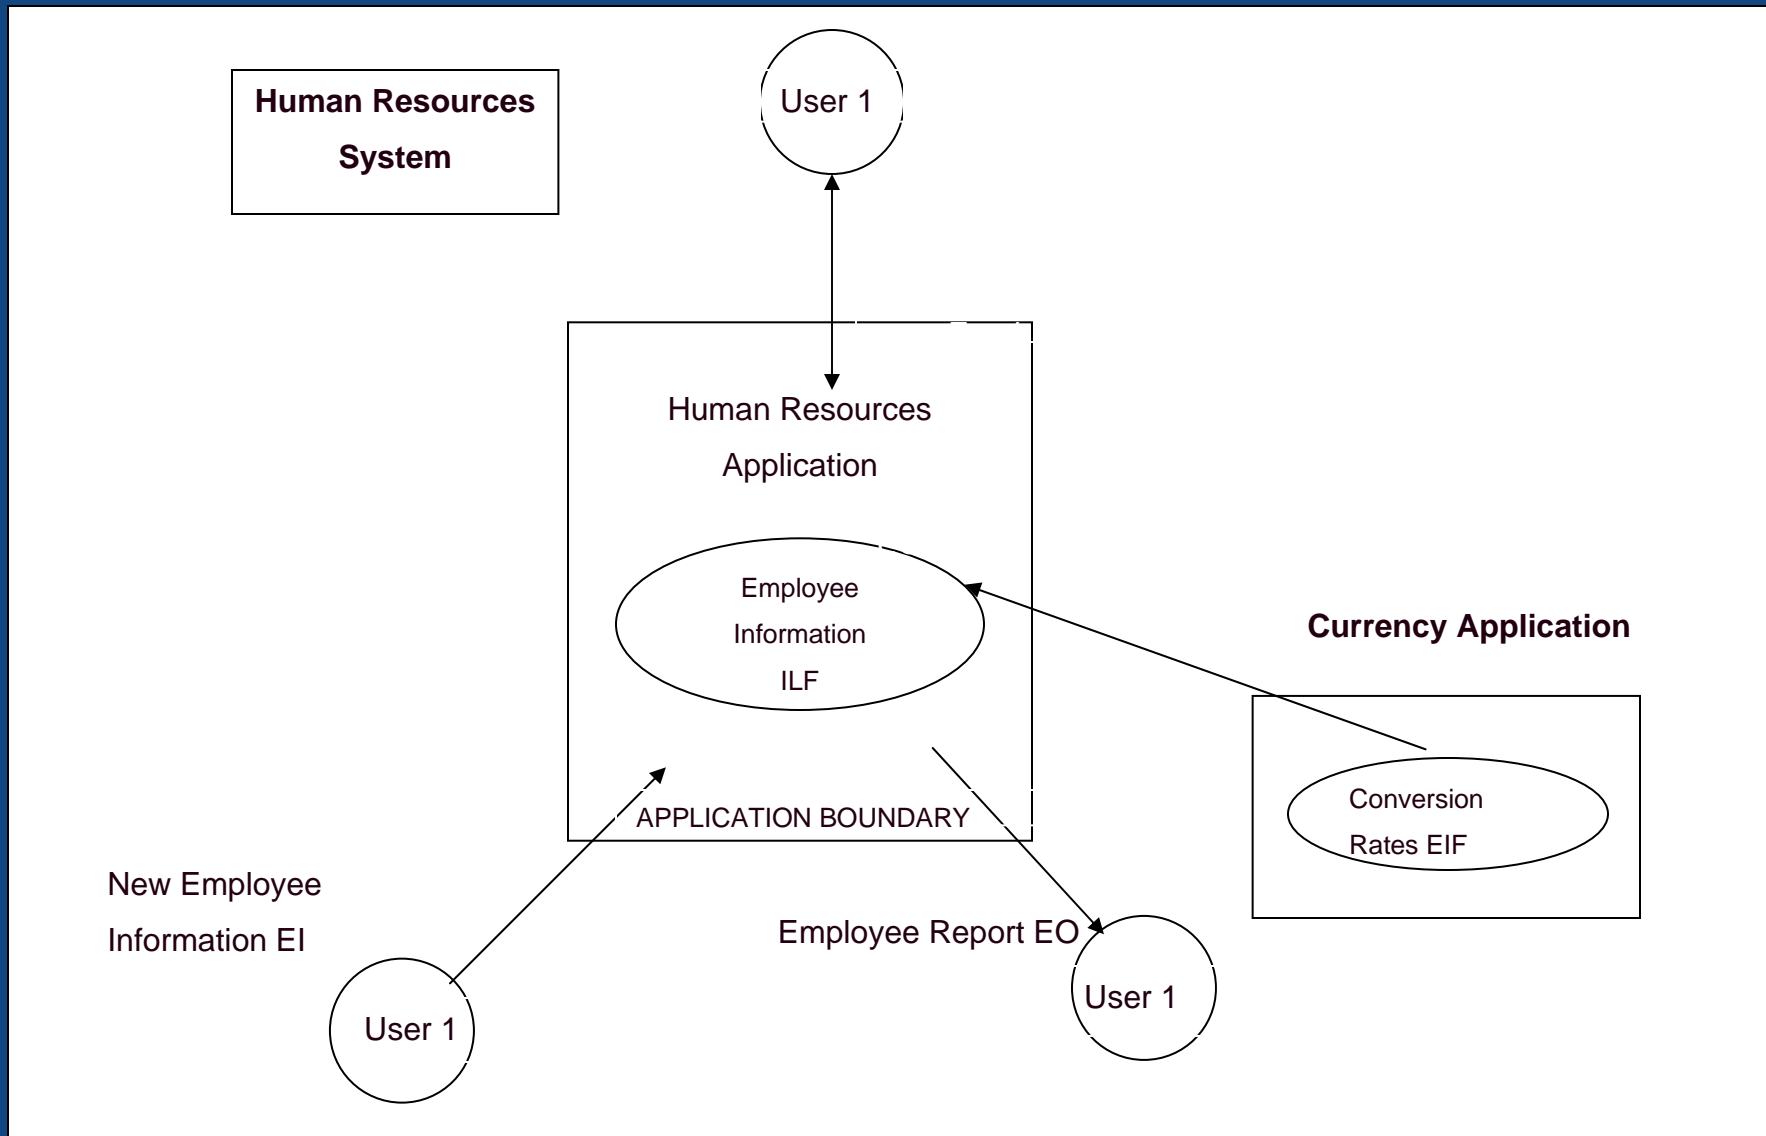 Human Resources
System
User 1
Human Resources
Application
Employee
Information
ILF
Currency Application
Conversion
Rates EIF
APPLICATION BOUNDARY
New Employee
Information EI
Employee Report EO
User 1
User 1